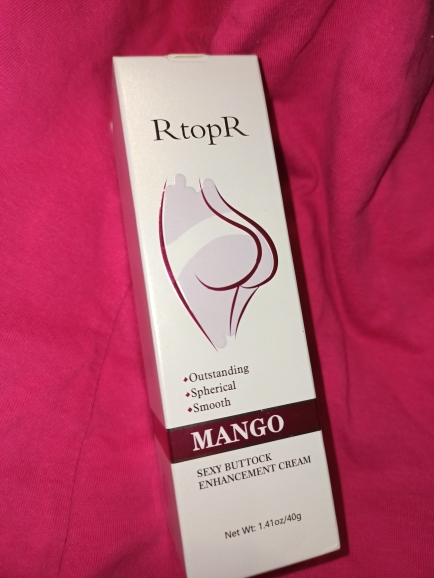 RtopR
Outstanding
Spherical
Smooth
MANGO
SEXY BUTTOCK
ENHANCEMENT CREAM
Net Wt: 1.41oz/40g